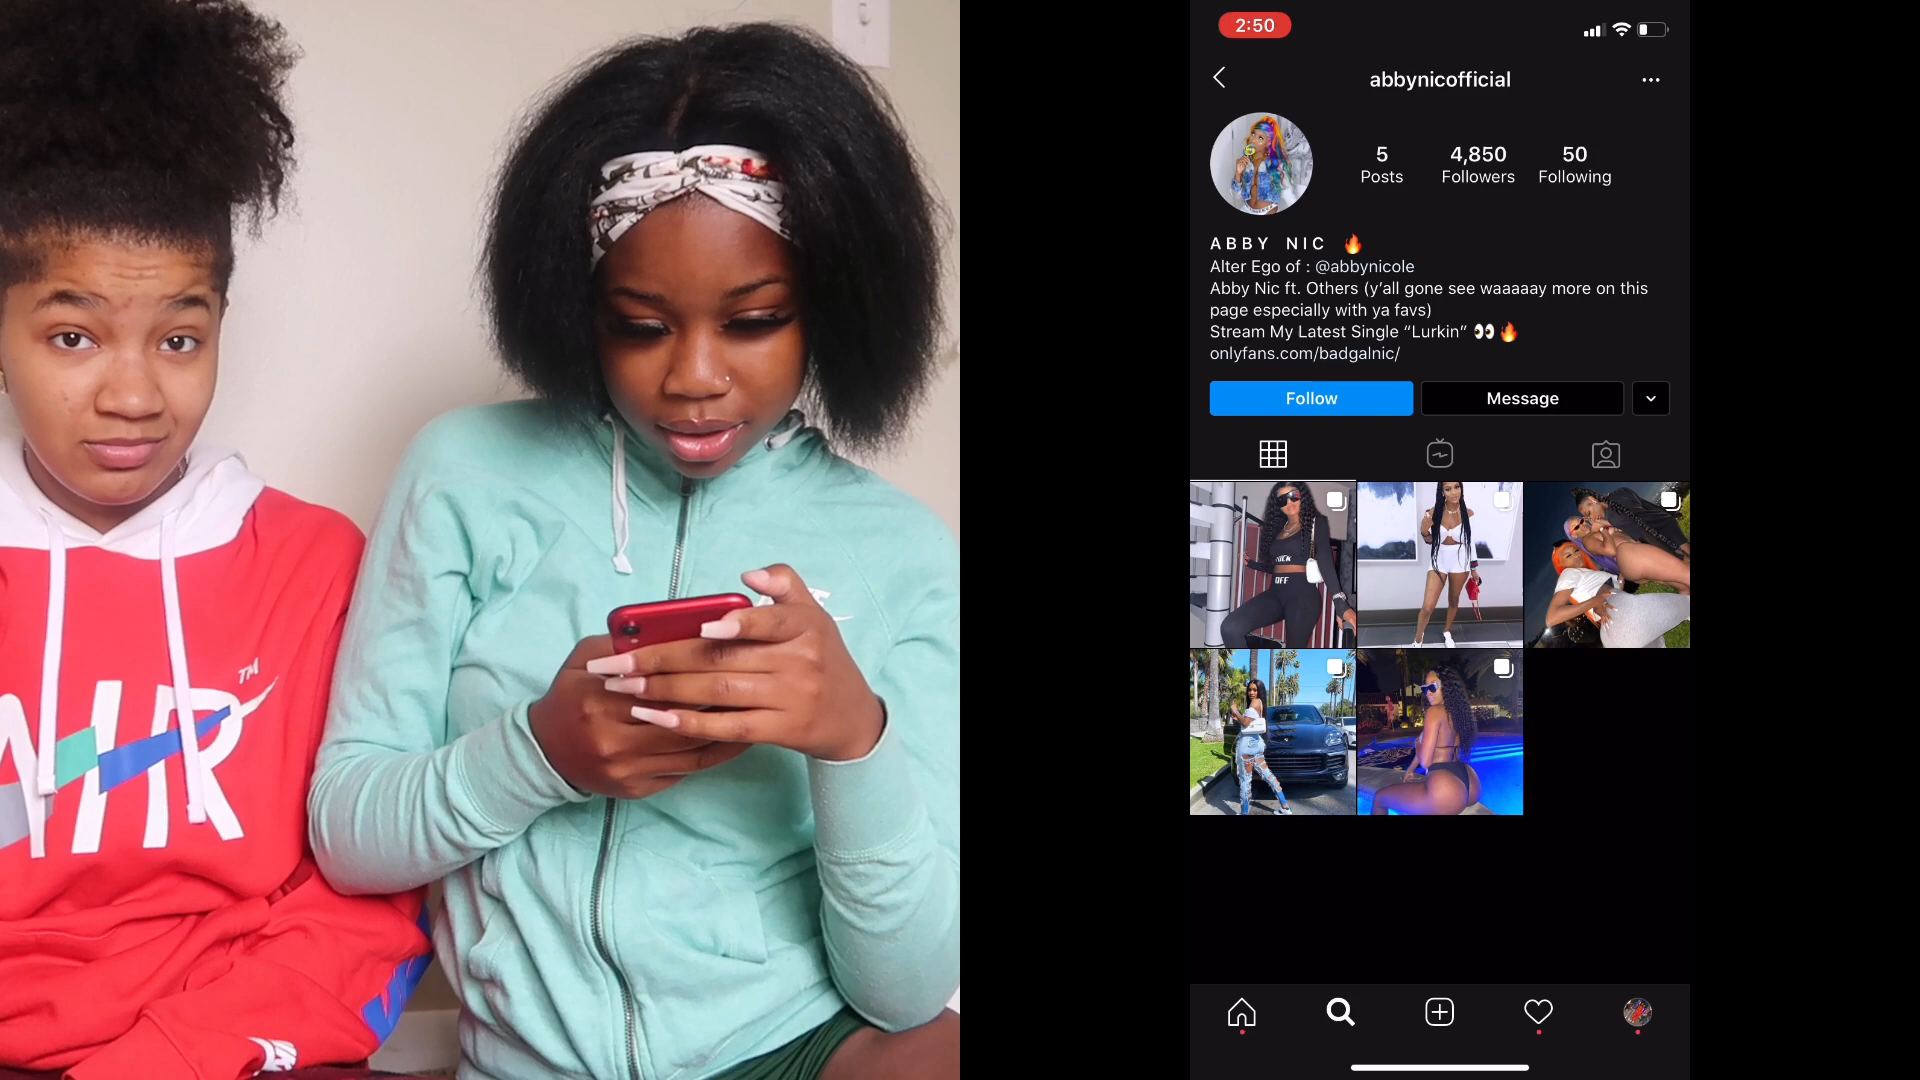 AIR
TM
2:50
abbynicofficial
5
Posts
4,850
Followers
50
Following
ABBY NIC 🔥
Alter Ego of : @abbynicole
Abby Nic ft. Others (y’all gone see waaaaay more on this
page especially with ya favs)
Stream My Latest Single “Lurkin” 👀🔥
onlyfans.com/badgalnic/
Follow
Message
OFF